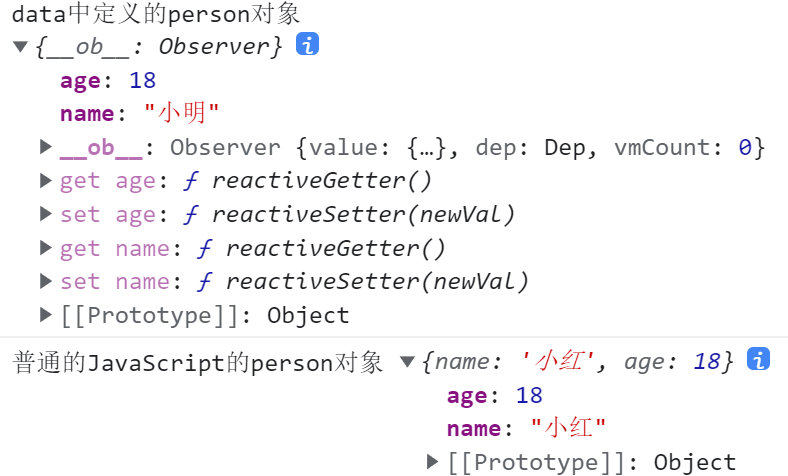 data中定义的person对象
▼{__ob__: Observer} i
age: 18
name: "小明"
▶ __ob__: Observer {value: {…}, dep: Dep, vmCount: 0}
▶ get age: ƒ reactiveGetter()
▶ set age: ƒ reactiveSetter(newVal)
▶ get name: ƒ reactiveGetter()
▶ set name: ƒ reactiveSetter(newVal)
▶ [[Prototype]]: Object
普通的JavaScript的person对象 ▼{name: '小红', age: 18} i
age: 18
name: "小红"
▶ [[Prototype]]: Object